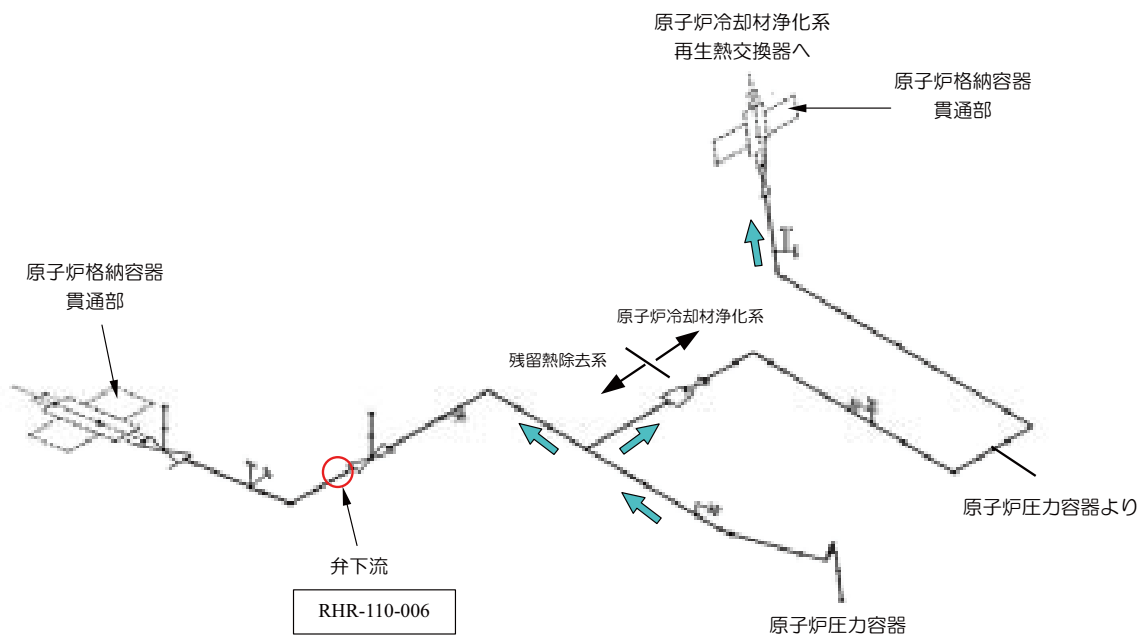 原子炉冷却材浄化系
再生熱交換器へ
原子炉格納容器
貫通部
原子炉格納容器
貫通部
原子炉冷却材浄化系
残留熱除去系
原子炉圧力容器より
弁下流
RHR-110-006
原子炉圧力容器